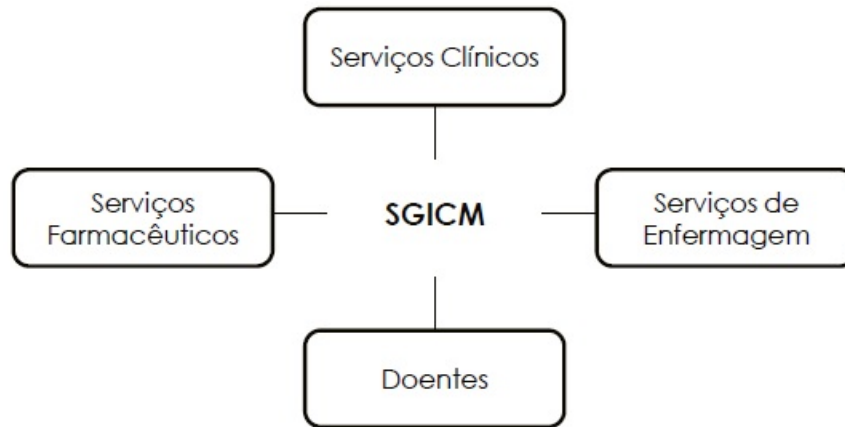 Serviços Clínicos
Serviços
Farmacêuticos
SGICM
Serviços de
Enfermagem
Doentes